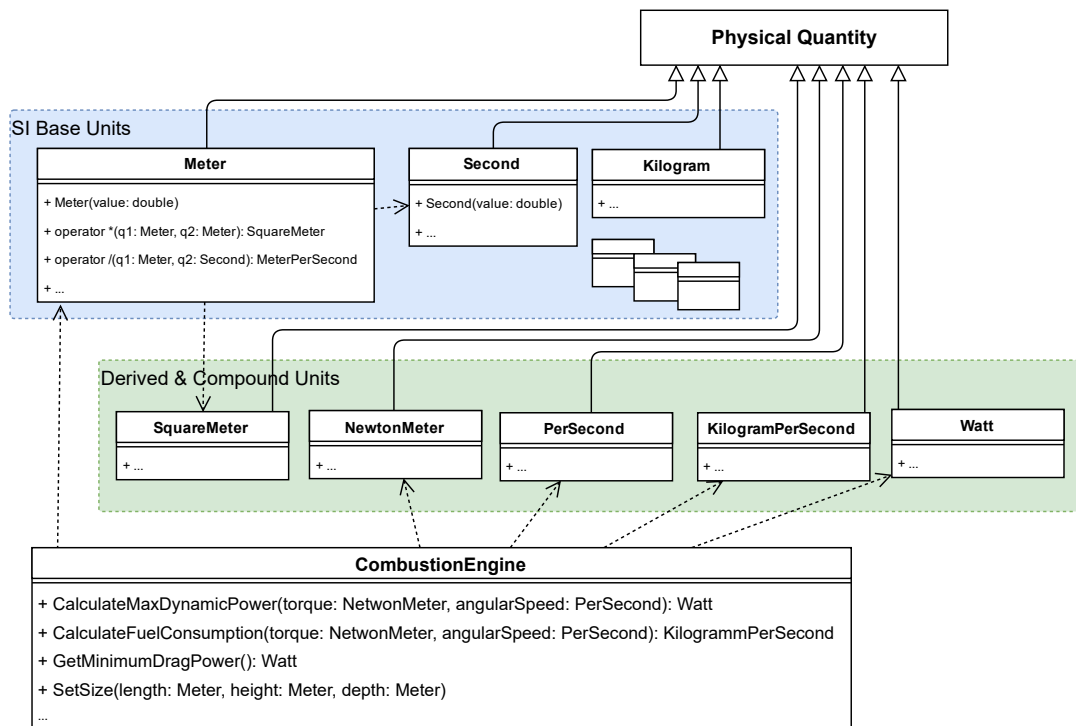 Physical Quantity
SI Base Units
Meter
+ Meter(value: double)
+ operator *(q1: Meter, q2: Meter): SquareMeter
+ operator /(q1: Meter, q2: Second): MeterPerSecond
+ ...
Second
+ Second(value: double)
+ ...
Kilogram
+ ...
Derived & Compound Units
SquareMeter
+ ...
NewtonMeter
+ ...
PerSecond
+ ...
KilogramPerSecond
+ ...
Watt
+ ...
CombustionEngine
+ CalculateMaxDynamicPower(torque: NetwonMeter, angularSpeed: PerSecond): Watt
+ CalculateFuelConsumption(torque: NetwonMeter, angularSpeed: PerSecond): KilogrammPerSecond
+ GetMinimumDragPower(): Watt
+ SetSize(length: Meter, height: Meter, depth: Meter)
...